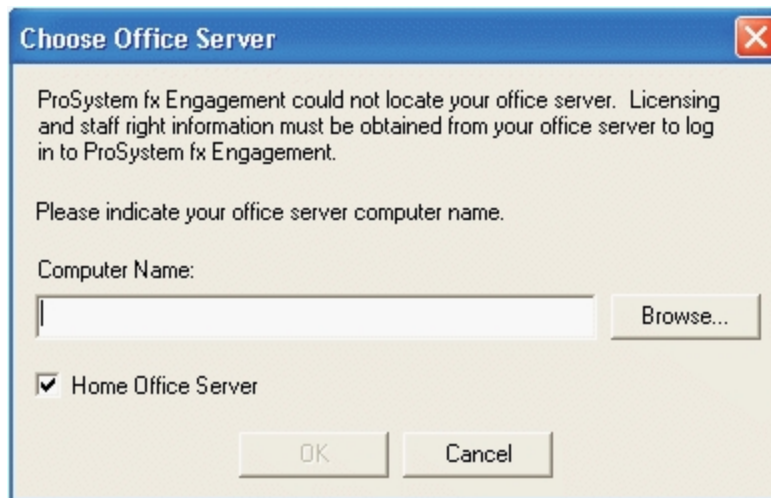 Choose Office Server
ProSystem fx Engagement could not locate your office server.  Licensing
and staff right information must be obtained from your office server to log
in to ProSystem fx Engagement.
Please indicate your office server computer name.
Computer Name:
Browse...
Home Office Server
OK
Cancel